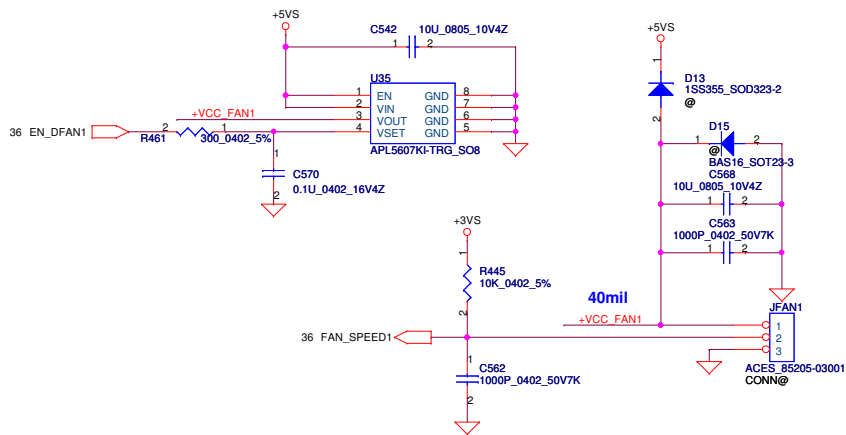 +5VS
C542
10U_0805_10V4Z
1
2
U35
1
EN
GND
8
2
VIN
GND
7
3
VOUT
GND
6
4
VSET
GND
5
APL5607KI-TRG_SO8
+VCC_FAN1
36 EN_DFAN1
2
1
R461
300_0402_5%
1
C570
0.1U_0402_16V4Z
2
+5VS
1
D13
1SS355_SOD323-2
@
2
D15
1
2
@
BAS16_SOT23-3
C568
10U_0805_10V4Z
1
2
C563
1000P_0402_50V7K
1
2
+3VS
1
R445
10K_0402_5%
2
40mil
+VCC_FAN1
JFAN1
1
2
3
ACES_85205-03001
CONN@
36 FAN_SPEED1
1
C562
1000P_0402_50V7K
2